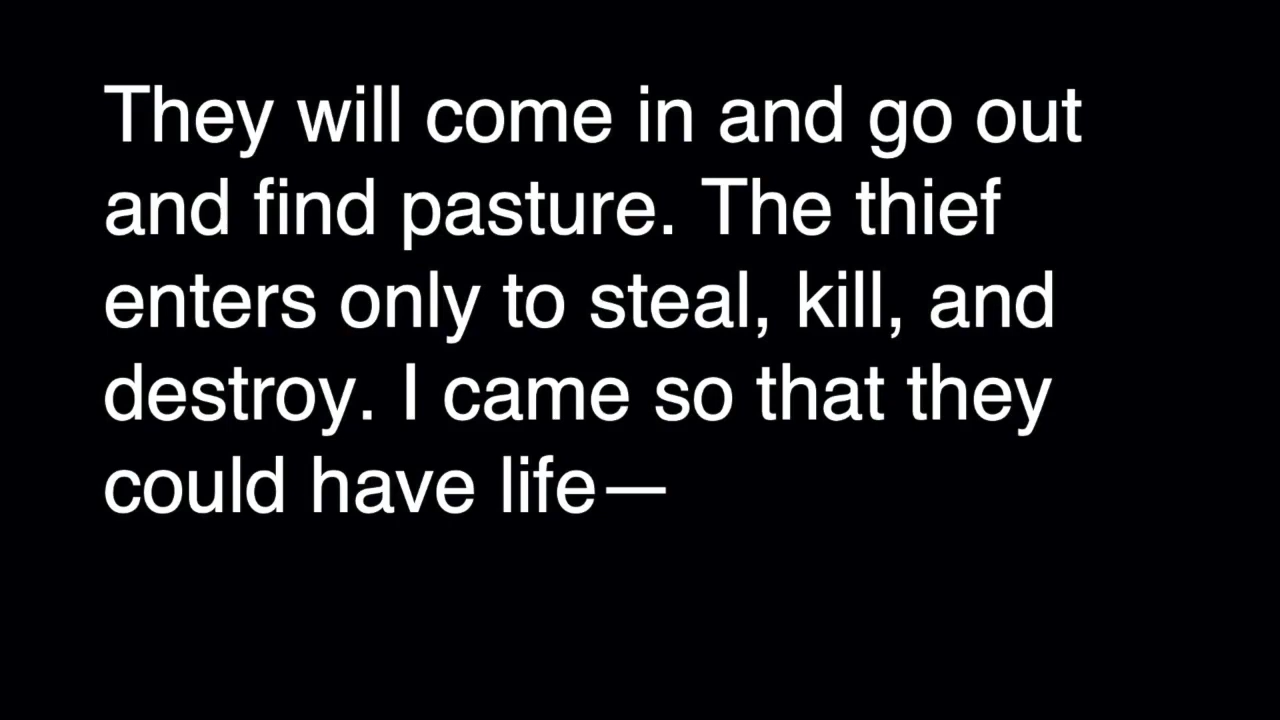 They will come in and go out
and find pasture. The thief
enters only to steal, kill, and
destroy. I came so that they
could have life—